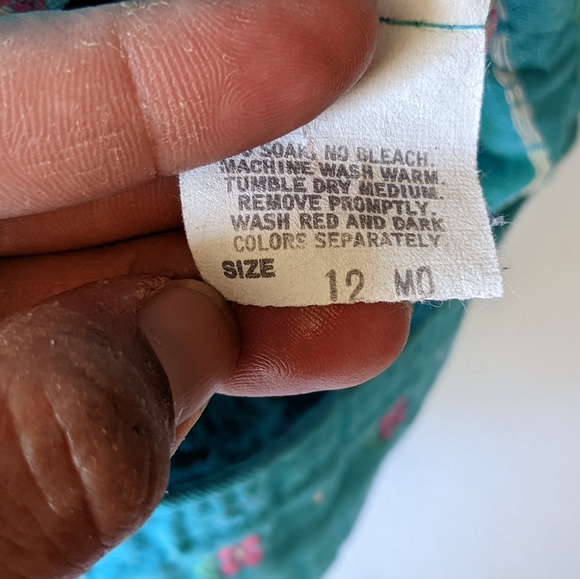 SOAK, NO BLEACH.
MACHINE WASH WARM.
TUMBLE DRY MEDIUM.
REMOVE PROMPTLY.
WASH RED AND DARK
COLORS SEPARATELY
SIZE 12 MO